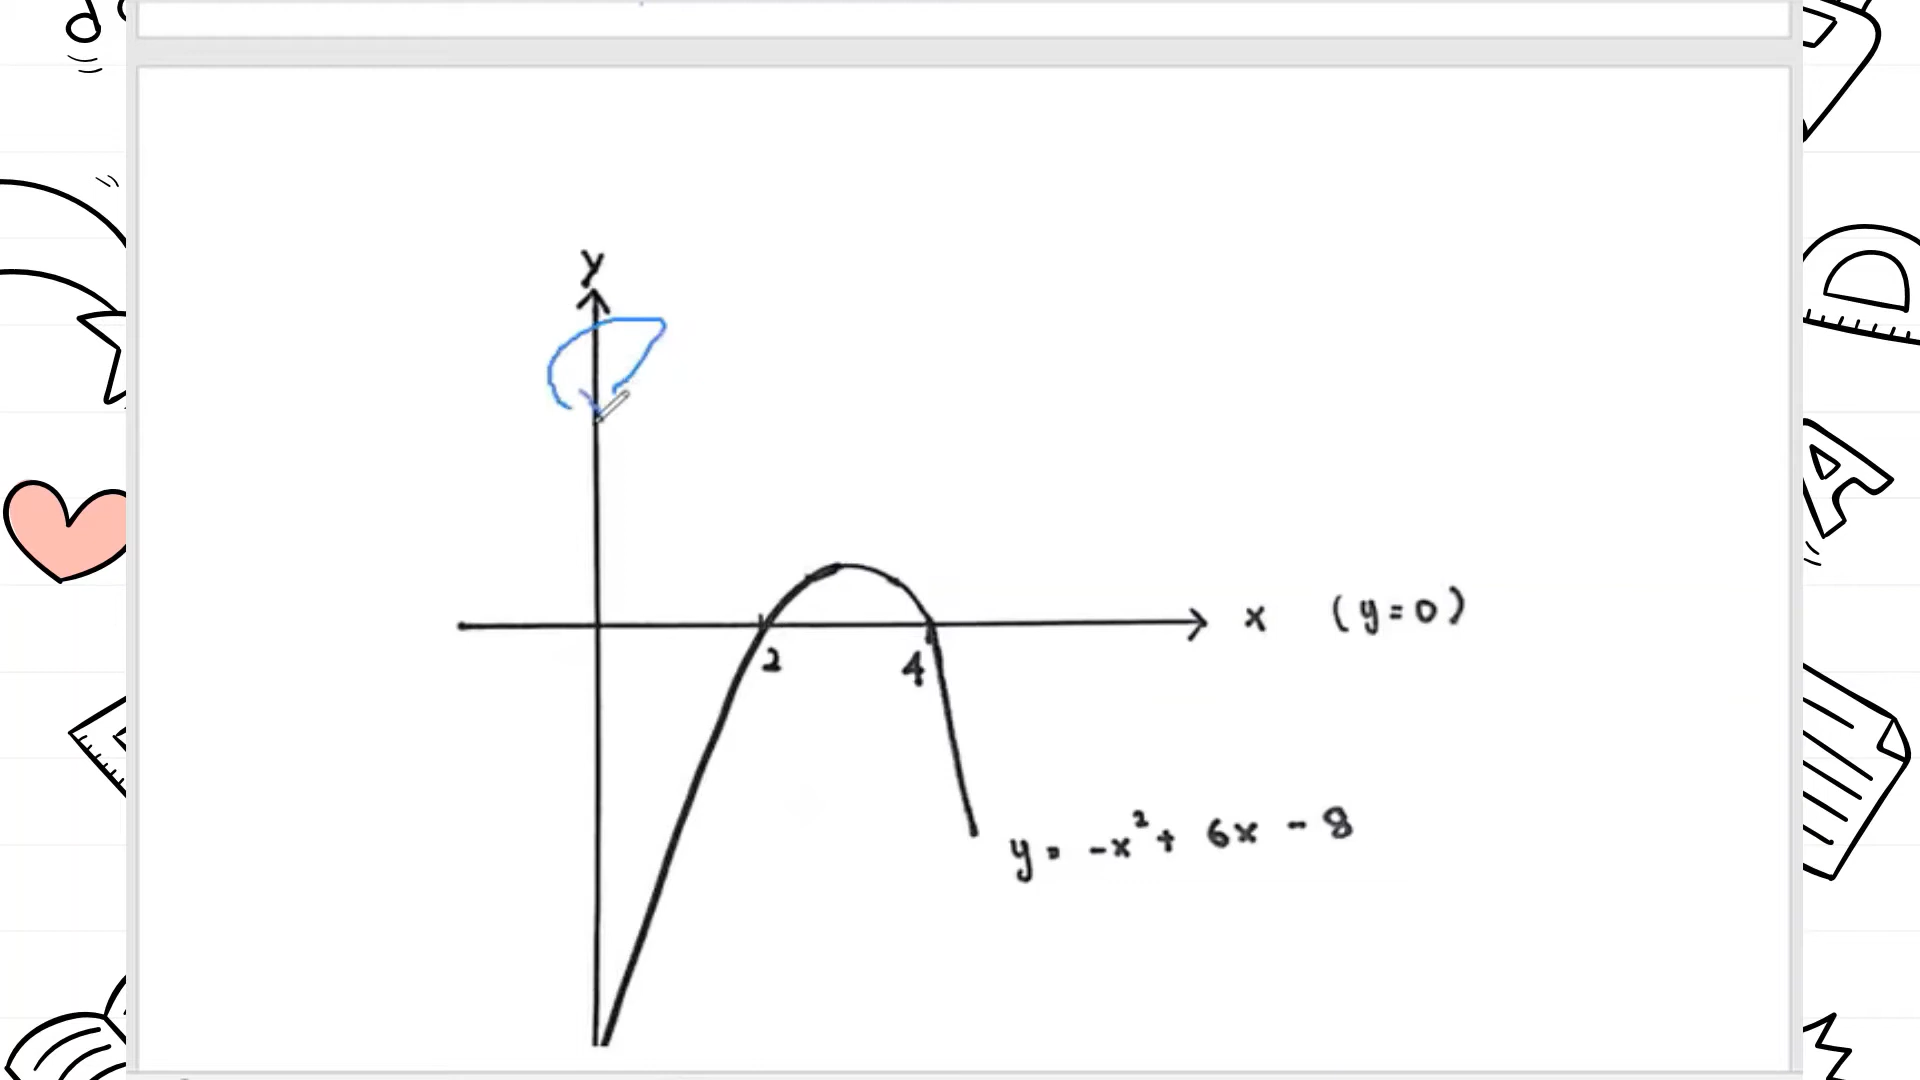 y
x (y=0)
2
4
y = -x² + 6x - 8